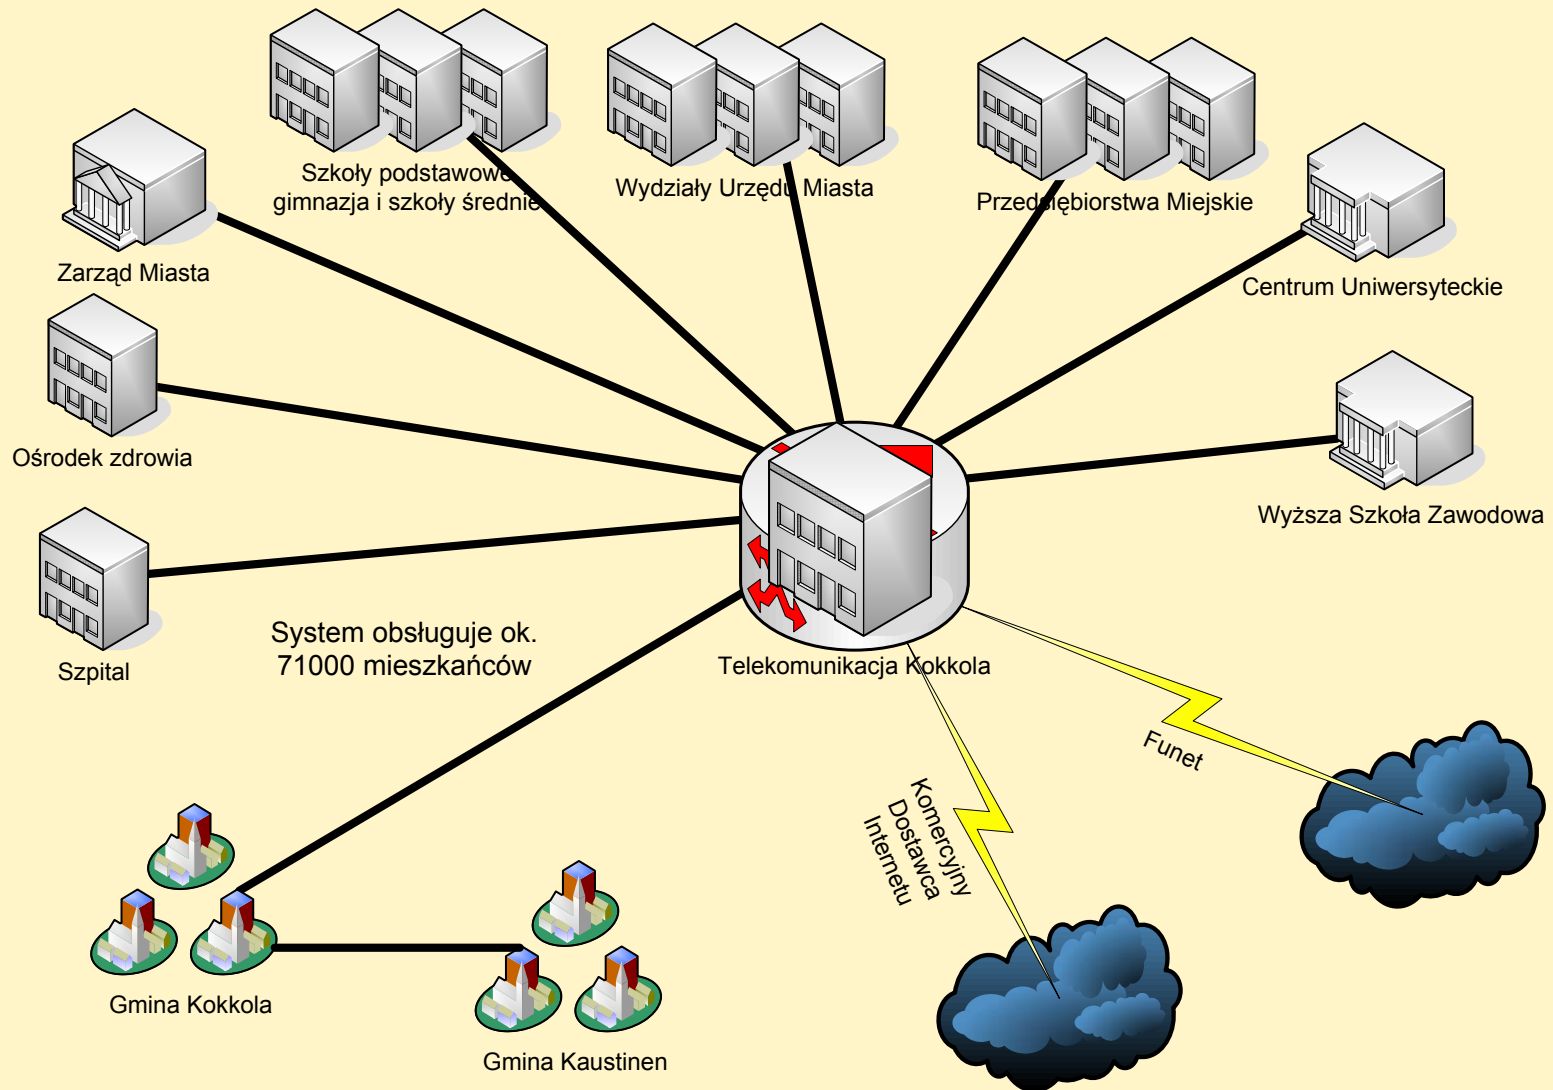 Szkoły podstawowe
gimnazja i szkoły średnie
Wydziały Urzędu Miasta
Przedsiębiorstwa Miejskie
Zarząd Miasta
Centrum Uniwersyteckie
Ośrodek zdrowia
Wyższa Szkoła Zawodowa
System obsługuje ok.
71000 mieszkańców
Szpital
Telekomunikacja Kokkola
Funet
Komercyjny
Dostawca
Internetu
Gmina Kokkola
Gmina Kaustinen